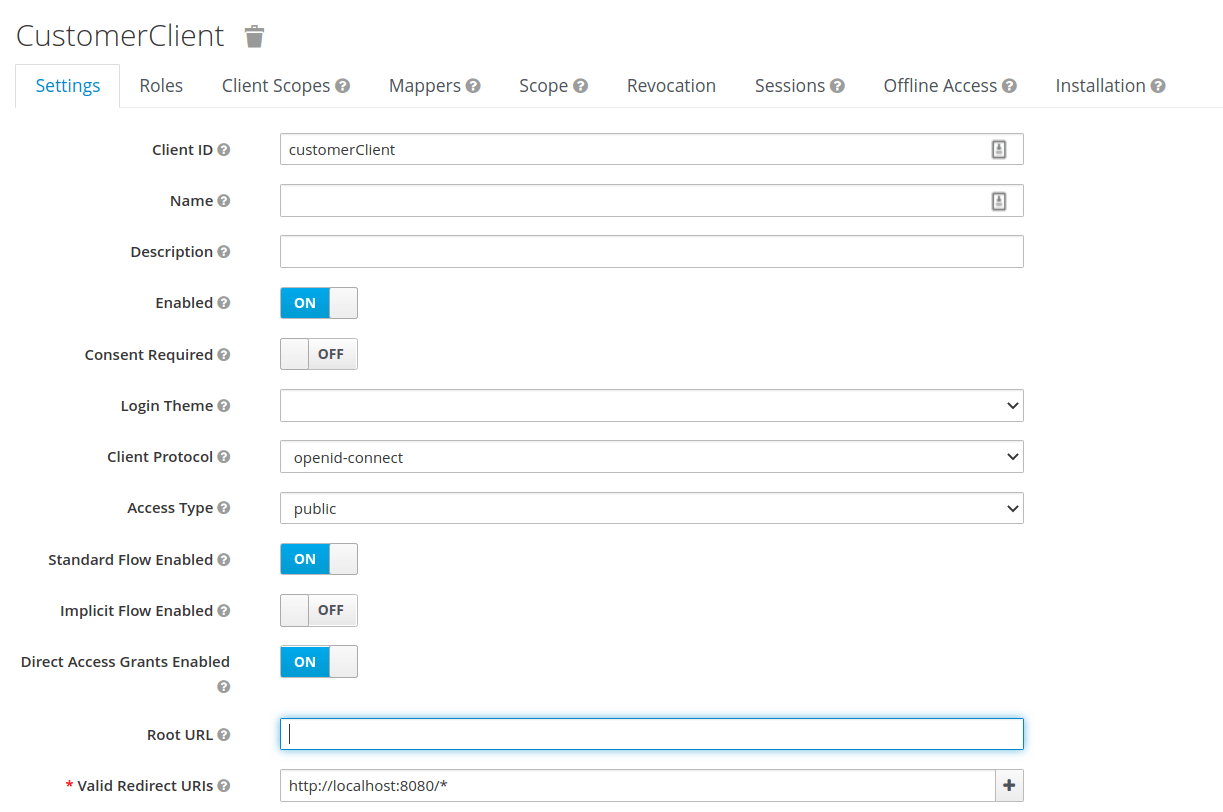 CustomerClient
Settings Roles Client Scopes Mappers Scope Revocation Sessions Offline Access Installation
Client ID customerClient
Name
Description
Enabled ON
Consent Required OFF
Login Theme
Client Protocol openid-connect
Access Type public
Standard Flow Enabled ON
Implicit Flow Enabled OFF
Direct Access Grants Enabled ON
Root URL
* Valid Redirect URIs http://localhost:8080/* +